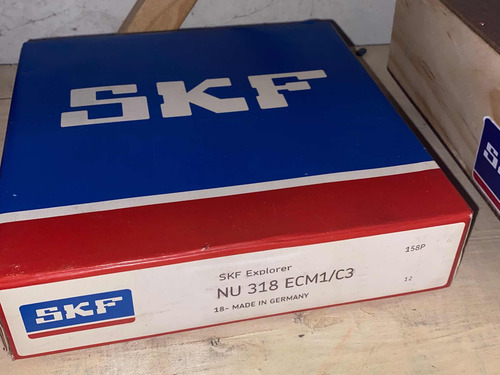 SKF
SKF
SKF Explorer
NU 318 ECM1/C3
18- MADE IN GERMANY
158P
12